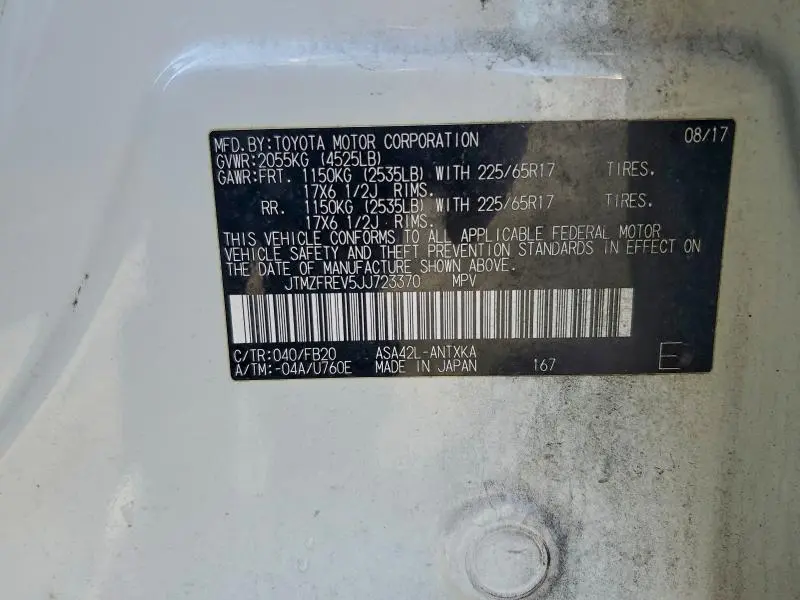 MFD.BY:TOYOTA MOTOR CORPORATION 08/17
GVWR:2055KG (4525LB)
GAWR:FRT. 1150KG (2535LB) WITH 225/65R17 TIRES.
17X6 1/2J RIMS.
RR. 1150KG (2535LB) WITH 225/65R17 TIRES.
17X6 1/2J RIMS.
THIS VEHICLE CONFORMS TO ALL APPLICABLE FEDERAL MOTOR
VEHICLE SAFETY AND THEFT PREVENTION STANDARDS IN EFFECT ON
THE DATE OF MANUFACTURE SHOWN ABOVE.
JTMZFREV5JJ723370 MPV
C/TR:040/FB20 ASA42L-ANTXKA
A/TM:-04A/U760E MADE IN JAPAN 167 E